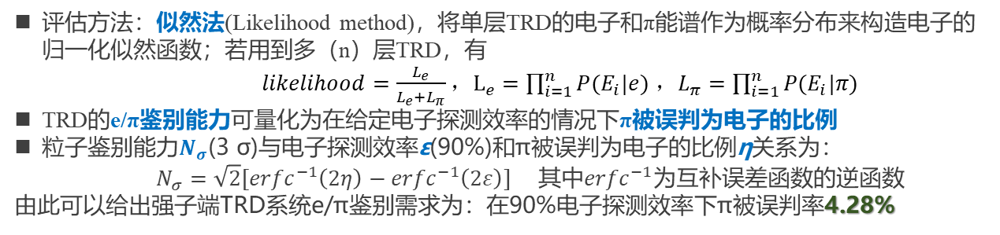 ■ 评估方法：似然法(Likelihood method)，将单层TRD的电子和π能谱作为概率分布来构造电子的
归一化似然函数；若用到多（n）层TRD，有
likelihood = L_e/(L_e+L_π)，L_e = ∏_{i=1}^{n} P(E_i|e)，L_π = ∏_{i=1}^{n} P(E_i|π)
■ TRD的e/π鉴别能力可量化为在给定电子探测效率的情况下π被误判为电子的比例
■ 粒子鉴别能力N_σ(3 σ)与电子探测效率ε(90%)和π被误判为电子的比例η关系为：
N_σ = √2[erfc⁻¹(2η) − erfc⁻¹(2ε)] 其中erfc⁻¹为互补误差函数的逆函数
由此可以给出强子端TRD系统e/π鉴别需求为：在90%电子探测效率下π被误判率4.28%